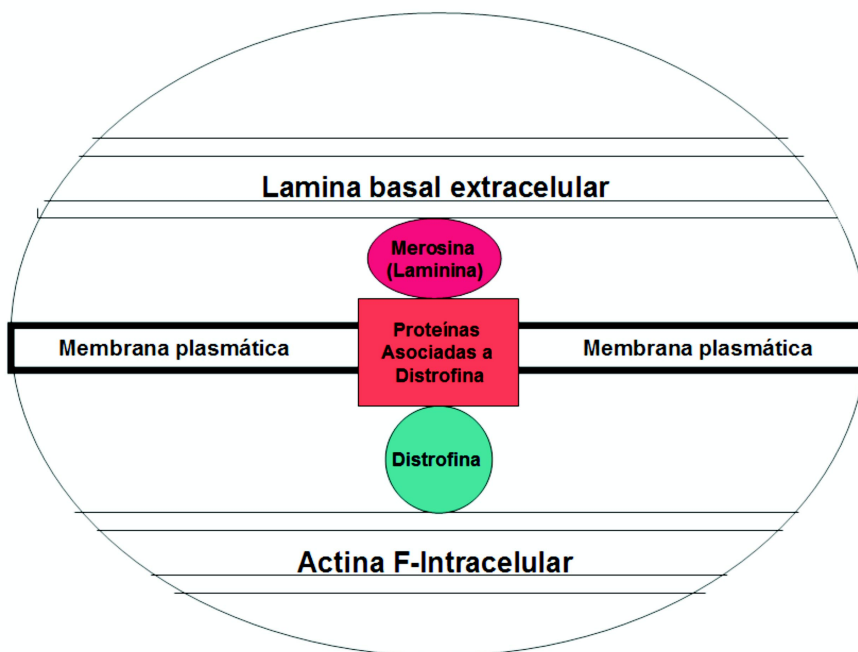 Lamina basal extracelular
Merosina
(Laminina)
Membrana plasmática
Proteínas
Asociadas a
Distrofina
Membrana plasmática
Distrofina
Actina F-Intracelular